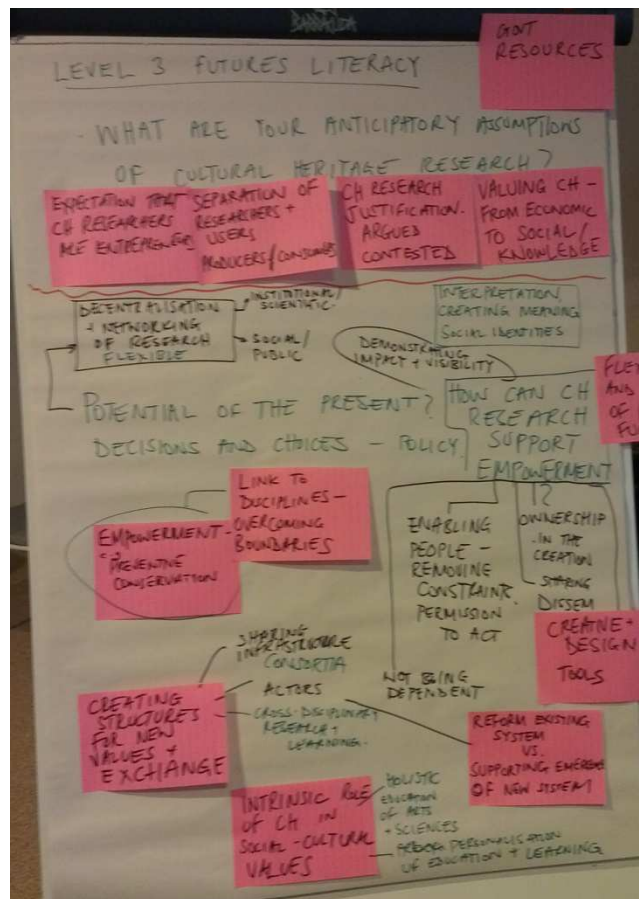 BARRACUDA
GOVT
RESOURCES
LEVEL 3 FUTURES LITERACY
- WHAT ARE YOUR ANTICIPATORY ASSUMPTIONS
OF CULTURAL HERITAGE RESEARCH?
EXPECTATION THAT
CH RESEARCHERS
ARE ENTREPRENEURS
SEPARATION OF
RESEARCHERS +
USERS
PRODUCERS/CONSUMERS
CH RESEARCH
JUSTIFICATION.
ARGUED
CONTESTED
VALUING CH -
FROM ECONOMIC
TO SOCIAL/
KNOWLEDGE
DECENTRALISATION
+ NETWORKING
OF RESEARCH
FLEXIBLE
INSTITUTIONAL/
SCIENTIFIC.
SOCIAL/
PUBLIC
INTERPRETATION,
CREATING MEANING
SOCIAL IDENTITIES
DEMONSTRATING
IMPACT + VISIBILITY
POTENTIAL OF THE PRESENT?
DECISIONS AND CHOICES - POLICY
HOW CAN CH
RESEARCH
SUPPORT
EMPOWERMENT
?
FLE
AND
OF
FU
LINK TO
DISCIPLINES -
OVERCOMING
BOUNDARIES
EMPOWERMENT -
"PREVENTIVE
CONSERVATION
ENABLING
PEOPLE -
REMOVING
CONSTRAINTS.
PERMISSION
TO ACT
OWNERSHIP
- IN THE
CREATION
- SHARING
DISSEM
NOT BEING
DEPENDENT
CREATIVE +
DESIGN
TOOLS
CREATING
STRUCTURES
FOR NEW
VALUES +
EXCHANGE
SHARING
INFRASTRUCTURE
CONSORTIA
ACTORS
CROSS-DISCIPLINARY
RESEARCH +
LEARNING.
REFORM EXISTING
SYSTEM
VS.
SUPPORTING EMERGE
OF NEW SYSTEM
INTRINSIC ROLE
OF CH IN
SOCIAL-CULTURAL
VALUES
HOLISTIC
EDUCATION
OF ARTS
+ SCIENCES
PERSONALISATION
OF EDUCATION + LEARNING